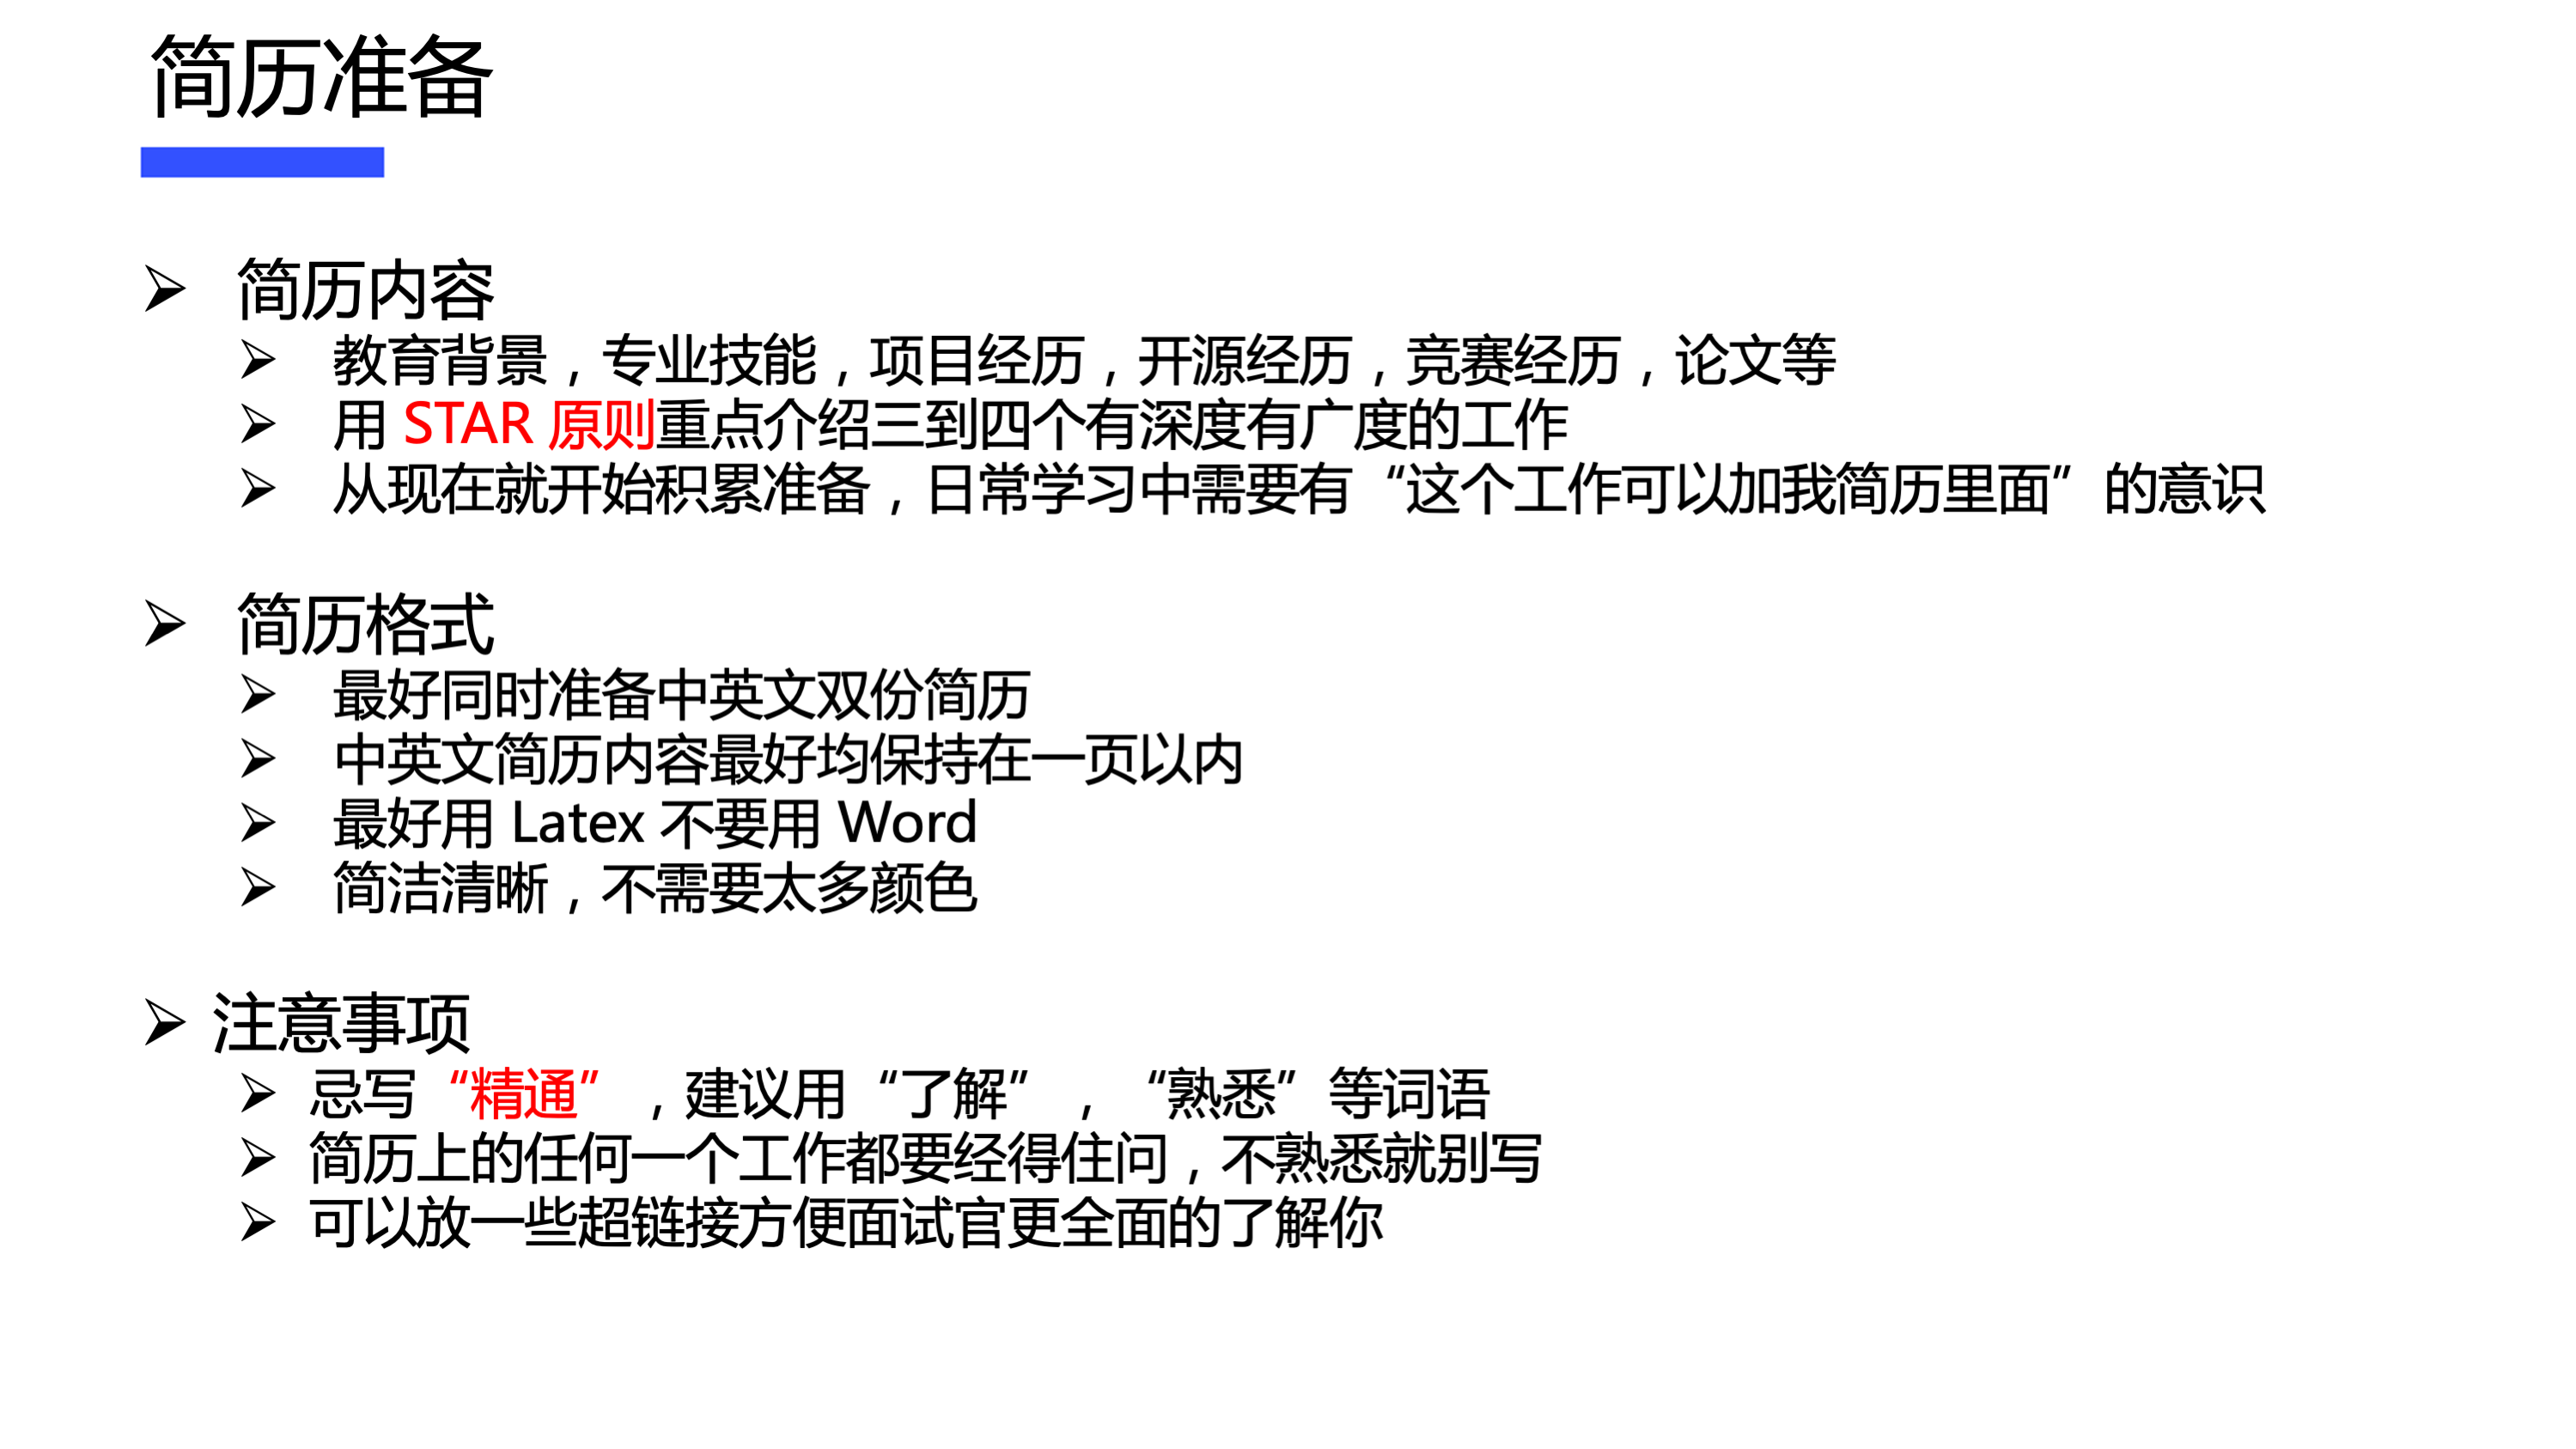 简历准备
简历内容
教育背景，专业技能，项目经历，开源经历，竞赛经历，论文等
用 STAR 原则重点介绍三到四个有深度有广度的工作
从现在就开始积累准备，日常学习中需要有“这个工作可以加我简历里面”的意识
简历格式
最好同时准备中英文双份简历
中英文简历内容最好均保持在一页以内
最好用 Latex 不要用 Word
简洁清晰，不需要太多颜色
注意事项
忌写“精通”，建议用“了解”，“熟悉”等词语
简历上的任何一个工作都要经得住问，不熟悉就别写
可以放一些超链接方便面试官更全面的了解你